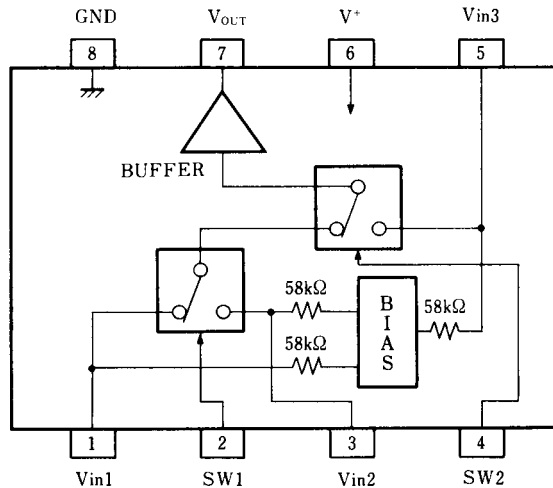 GND VOUT V+ Vin3
8 7 6 5
BUFFER
58kΩ
58kΩ
58kΩ
BIAS
1 2 3 4
Vin1 SW1 Vin2 SW2